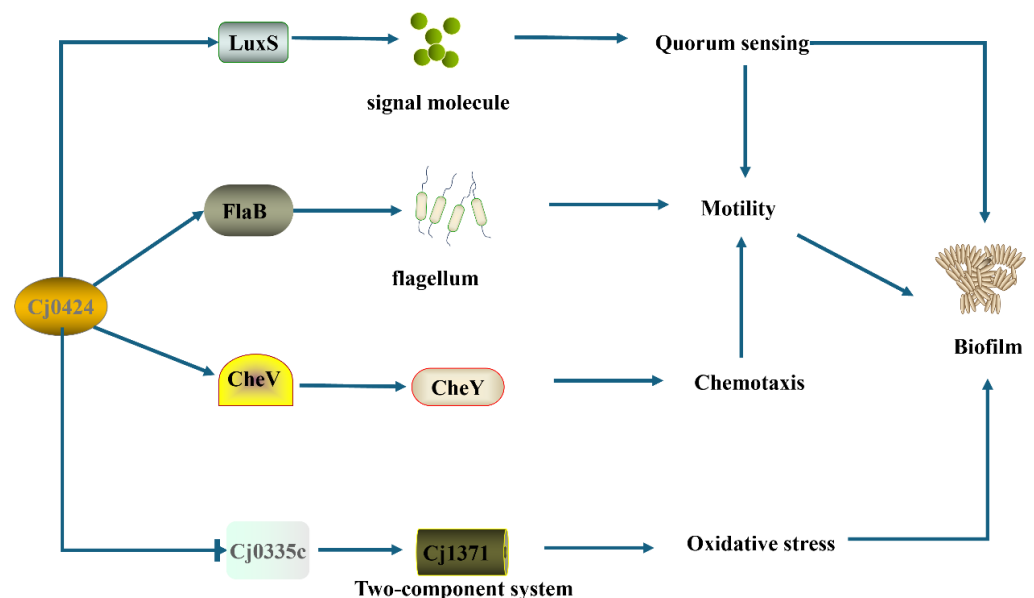 LuxS
signal molecule
Quorum sensing
FlaB
flagellum
Motility
Cj0424
CheV
CheY
Chemotaxis
Biofilm
Cj0335c
Cj1371
Two-component system
Oxidative stress